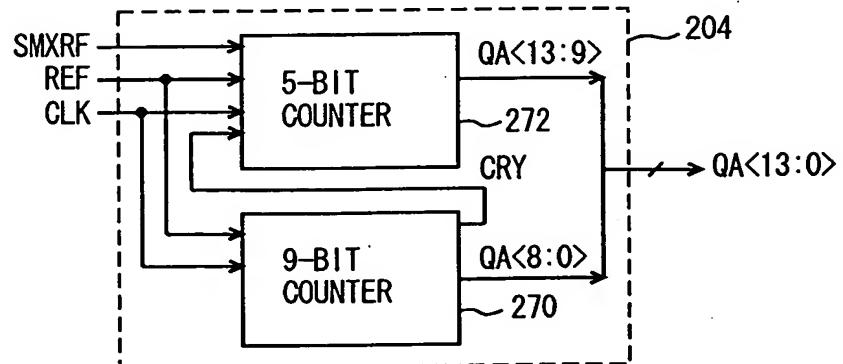 204
SMXRF
REF
CLK
5-BIT
COUNTER
QA<13:9>
272
CRY
QA<13:0>
9-BIT
COUNTER
QA<8:0>
270